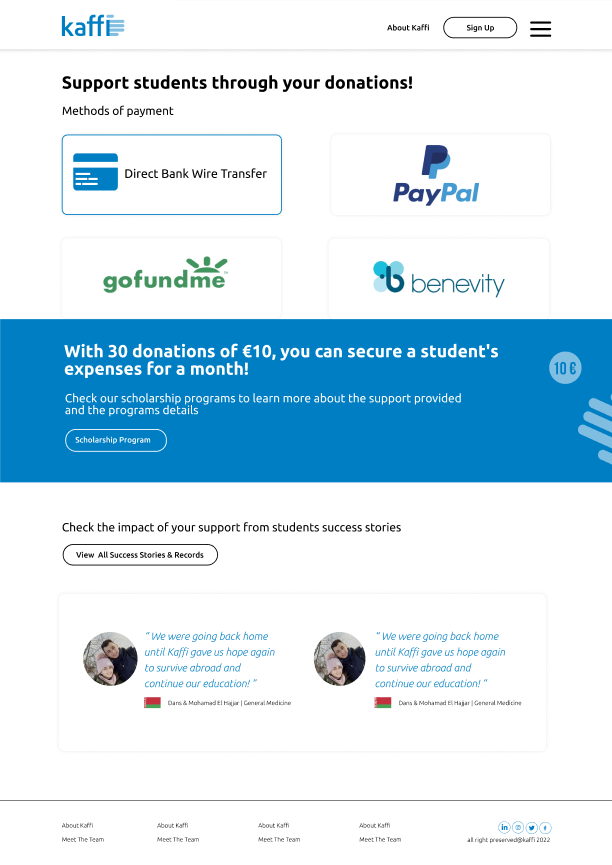 kaffi
About Kaffi
Sign Up
Support students through your donations!
Methods of payment
Direct Bank Wire Transfer
PayPal
gofundme™
b benevity
With 30 donations of €10, you can secure a student's
expenses for a month!
10 €
Check our scholarship programs to learn more about the support provided
and the programs details
Scholarship Program
Check the impact of your support from students success stories
View All Success Stories & Records
“ We were going back home
until Kaffi gave us hope again
to survive abroad and
continue our education! “
Dans & Mohamad El Hajjar | General Medicine
“ We were going back home
until Kaffi gave us hope again
to survive abroad and
continue our education! “
Dans & Mohamad El Hajjar | General Medicine
About Kaffi
About Kaffi
About Kaffi
About Kaffi
Meet The Team
Meet The Team
Meet The Team
Meet The Team
all right preserved@kaffi 2022